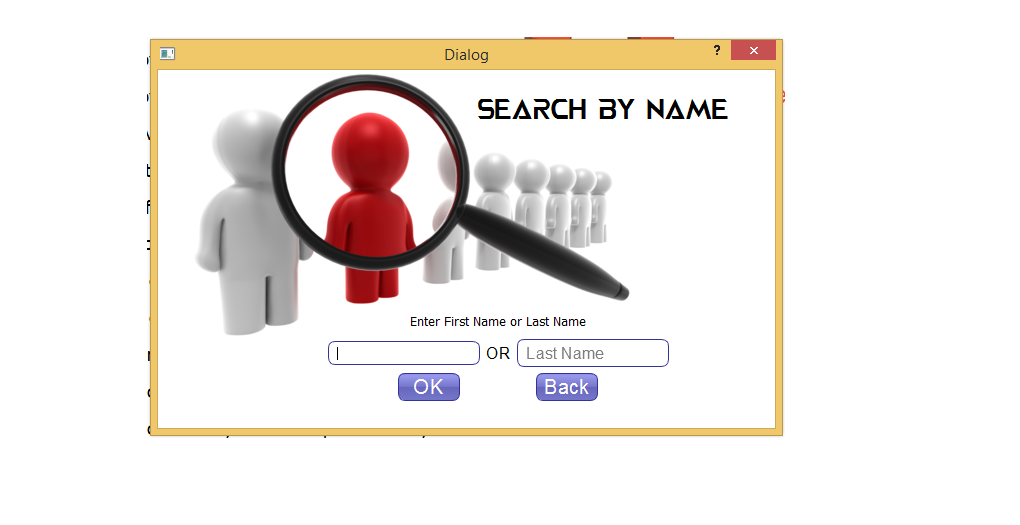 Dialog
?
SEARCH BY NAME
Enter First Name or Last Name
OR Last Name
OK Back